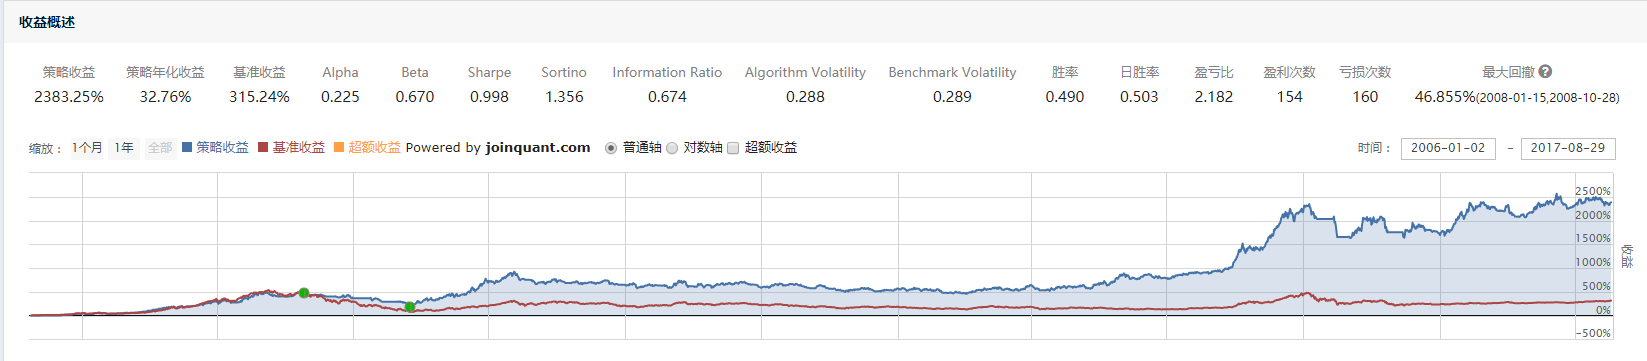 收益概述
策略收益 策略年化收益 基准收益 Alpha Beta Sharpe Sortino Information Ratio Algorithm Volatility Benchmark Volatility 胜率 日胜率 盈亏比 盈利次数 亏损次数 最大回撤 ?
2383.25% 32.76% 315.24% 0.225 0.670 0.998 1.356 0.674 0.288 0.289 0.490 0.503 2.182 154 160 46.855%(2008-01-15,2008-10-28)
缩放： 1个月 1年 全部 策略收益 基准收益 超额收益 Powered by joinquant.com 普通轴 对数轴 超额收益 时间： 2006-01-02 - 2017-08-29
2500%
2000%
1500%
1000%
500%
0%
-500%
收益